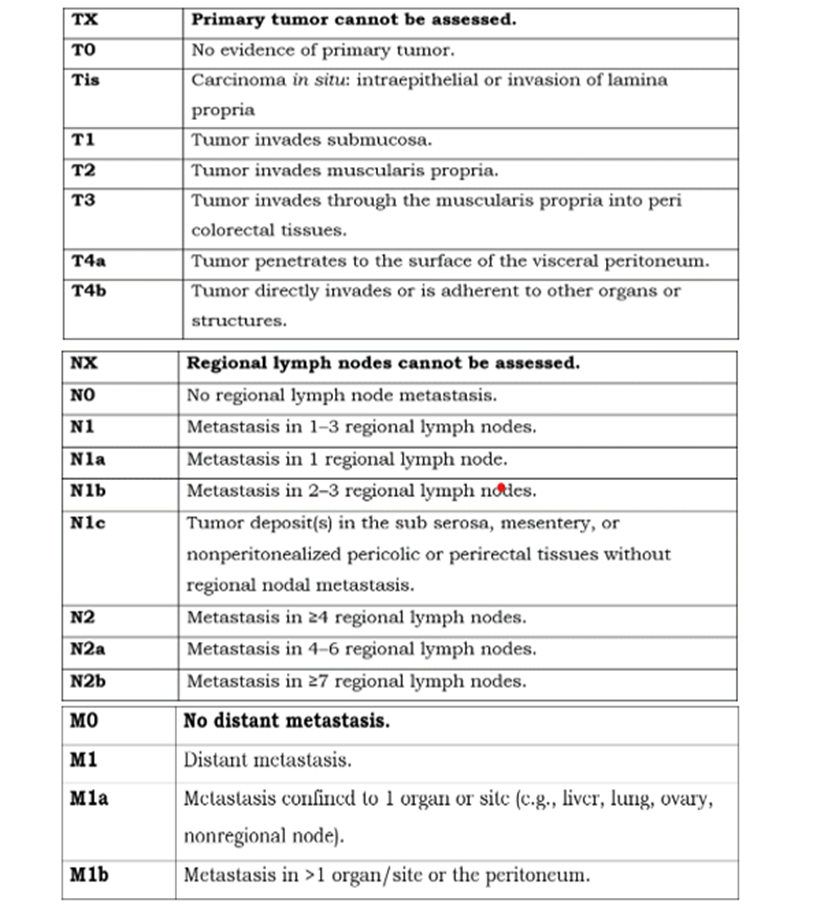 TX Primary tumor cannot be assessed.
T0 No evidence of primary tumor.
Tis Carcinoma in situ: intraepithelial or invasion of lamina
propria
T1 Tumor invades submucosa.
T2 Tumor invades muscularis propria.
T3 Tumor invades through the muscularis propria into peri
colorectal tissues.
T4a Tumor penetrates to the surface of the visceral peritoneum.
T4b Tumor directly invades or is adherent to other organs or
structures.
NX Regional lymph nodes cannot be assessed.
N0 No regional lymph node metastasis.
N1 Metastasis in 1–3 regional lymph nodes.
N1a Metastasis in 1 regional lymph node.
N1b Metastasis in 2–3 regional lymph nodes.
N1c Tumor deposit(s) in the sub serosa, mesentery, or
nonperitonealized pericolic or perirectal tissues without
regional nodal metastasis.
N2 Metastasis in ≥4 regional lymph nodes.
N2a Metastasis in 4–6 regional lymph nodes.
N2b Metastasis in ≥7 regional lymph nodes.
M0 No distant metastasis.
M1 Distant metastasis.
M1a Metastasis confined to 1 organ or site (e.g., liver, lung, ovary,
nonregional node).
M1b Metastasis in >1 organ/site or the peritoneum.